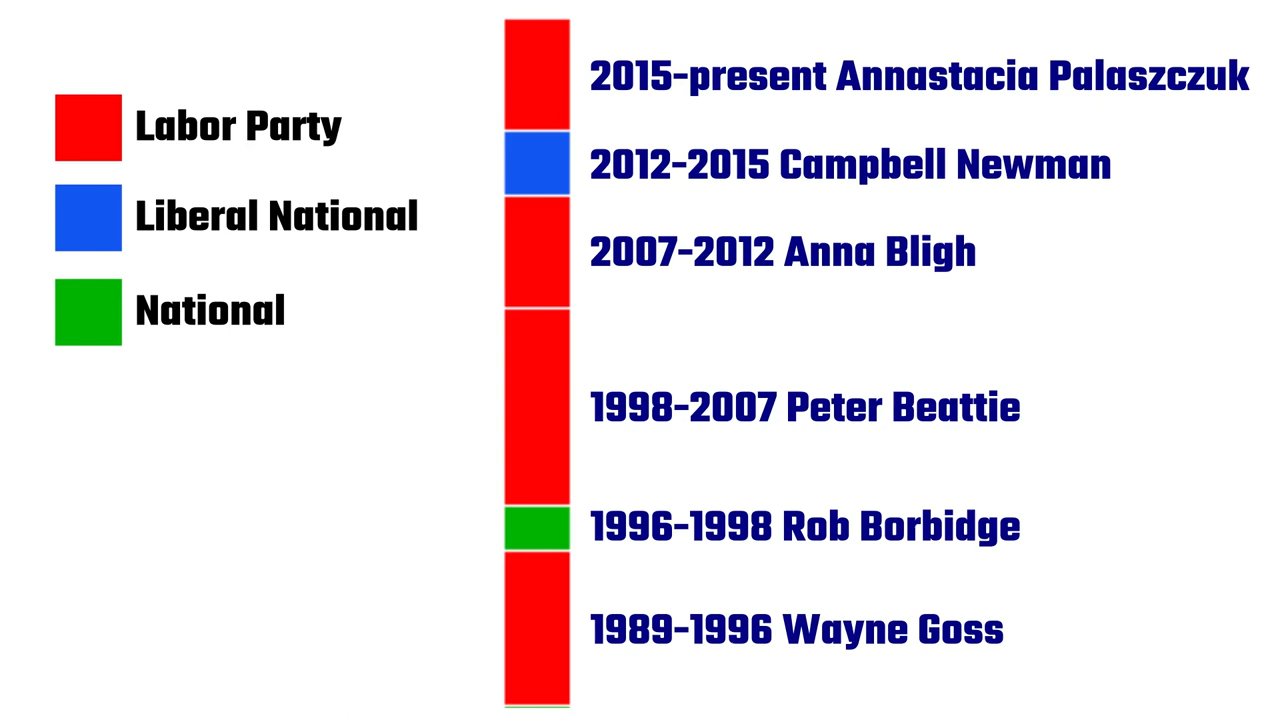 Labor Party
Liberal National
National
2015-present Annastacia Palaszczuk
2012-2015 Campbell Newman
2007-2012 Anna Bligh
1998-2007 Peter Beattie
1996-1998 Rob Borbidge
1989-1996 Wayne Goss